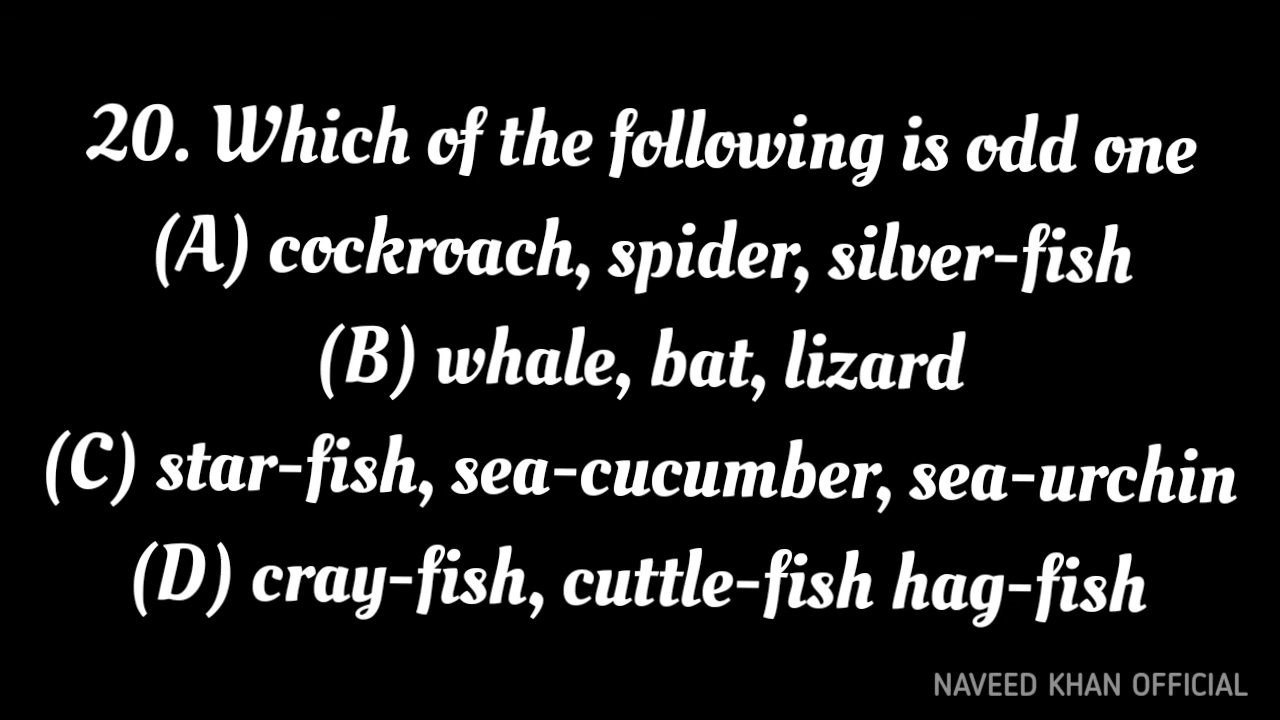 20. Which of the following is odd one
(A) cockroach, spider, silver-fish
(B) whale, bat, lizard
(C) star-fish, sea-cucumber, sea-urchin
(D) cray-fish, cuttle-fish hag-fish
NAVEED KHAN OFFICIAL